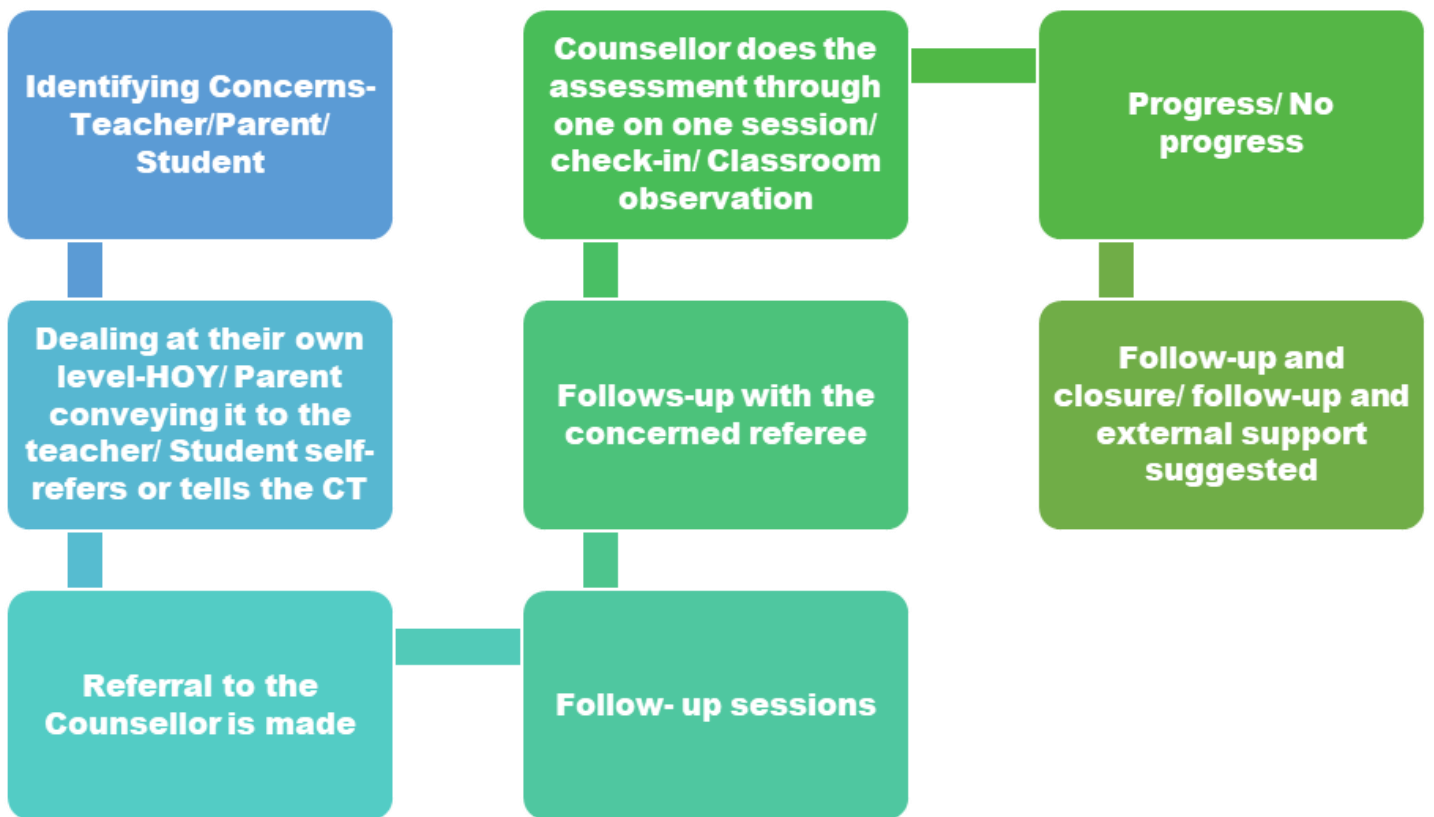 Identifying Concerns-
Teacher/Parent/
Student
Dealing at their own
level-HOY/ Parent
conveying it to the
teacher/ Student self-
refers or tells the CT
Referral to the
Counsellor is made
Follow- up sessions
Follows-up with the
concerned referee
Counsellor does the
assessment through
one on one session/
check-in/ Classroom
observation
Progress/ No
progress
Follow-up and
closure/ follow-up and
external support
suggested